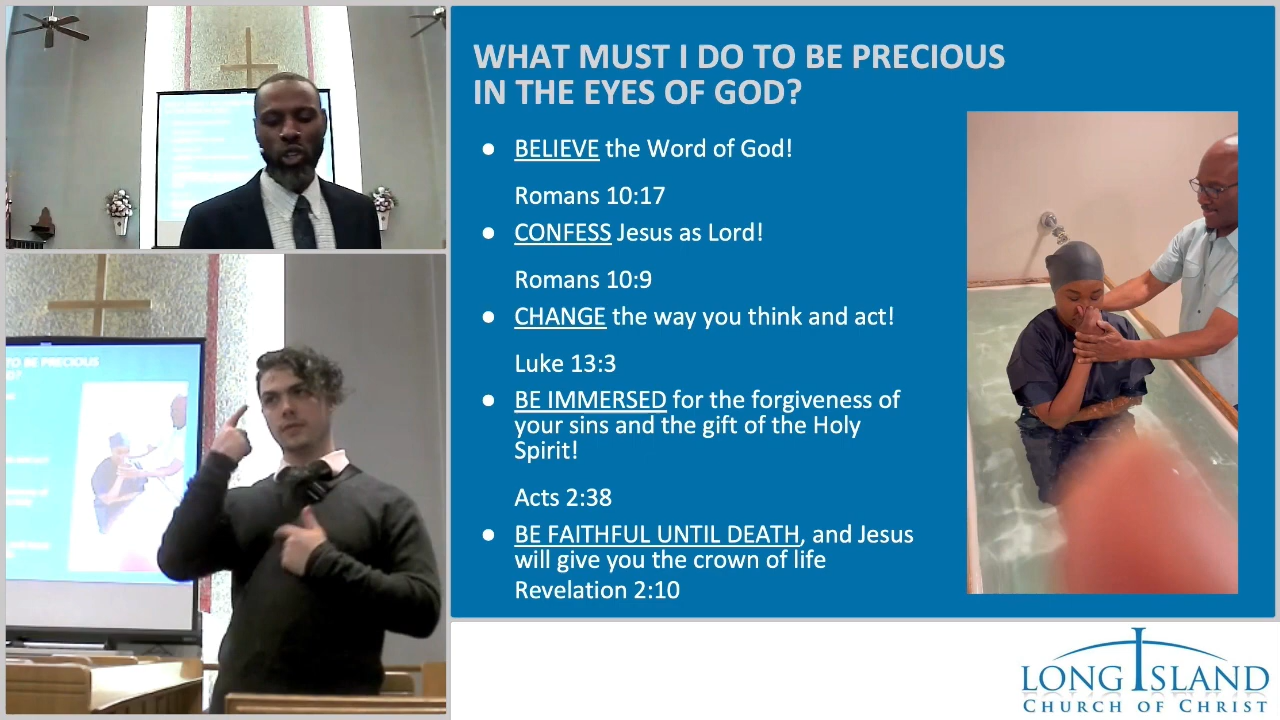 WHAT MUST I DO TO BE PRECIOUS
IN THE EYES OF GOD?
● BELIEVE the Word of God!
Romans 10:17
● CONFESS Jesus as Lord!
Romans 10:9
● CHANGE the way you think and act!
Luke 13:3
● BE IMMERSED for the forgiveness of
your sins and the gift of the Holy
Spirit!
Acts 2:38
● BE FAITHFUL UNTIL DEATH, and Jesus
will give you the crown of life
Revelation 2:10
TO BE PRECIOUS
LONG ISLAND
CHURCH OF CHRIST